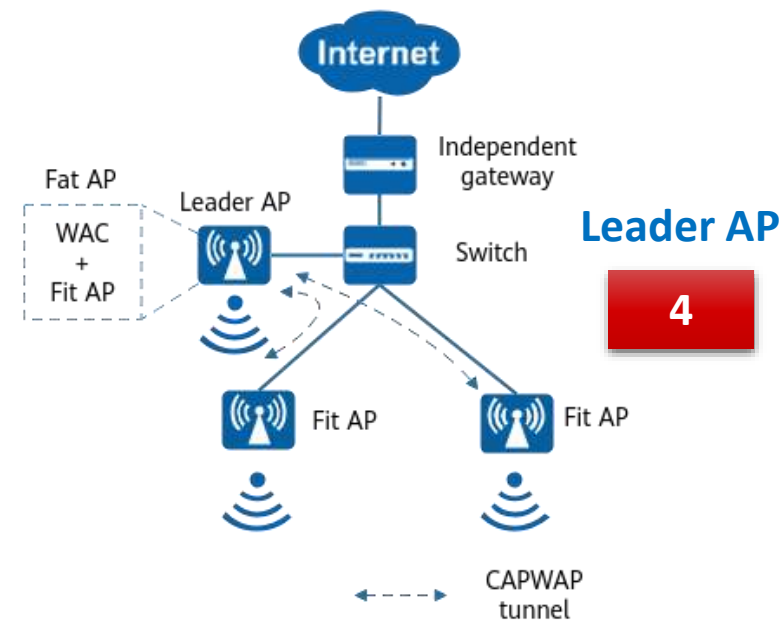 Internet
Independent
gateway
Fat AP
Leader AP
WAC
+
Fit AP
Switch
Leader AP
4
Fit AP
Fit AP
CAPWAP
tunnel